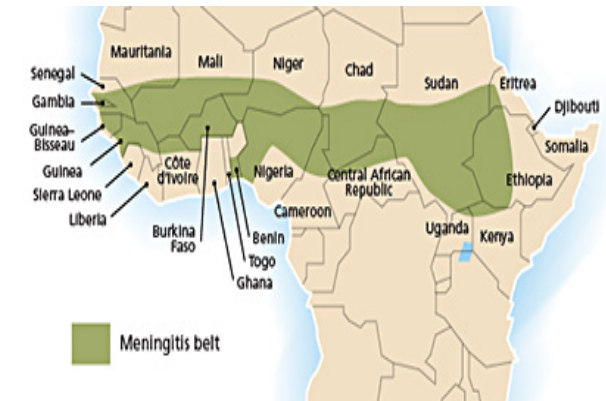 Mauritania
Mali
Niger
Chad
Sudan
Eritrea
Djibouti
Somalia
Senegal
Gambia
Guinea–
Bissau
Guinea
Sierra Leone
Liberia
Côte
d'ivoire
Burkina
Faso
Ghana
Togo
Benin
Nigeria
Cameroon
Central African
Republic
Ethiopia
Uganda
Kenya
Meningitis belt